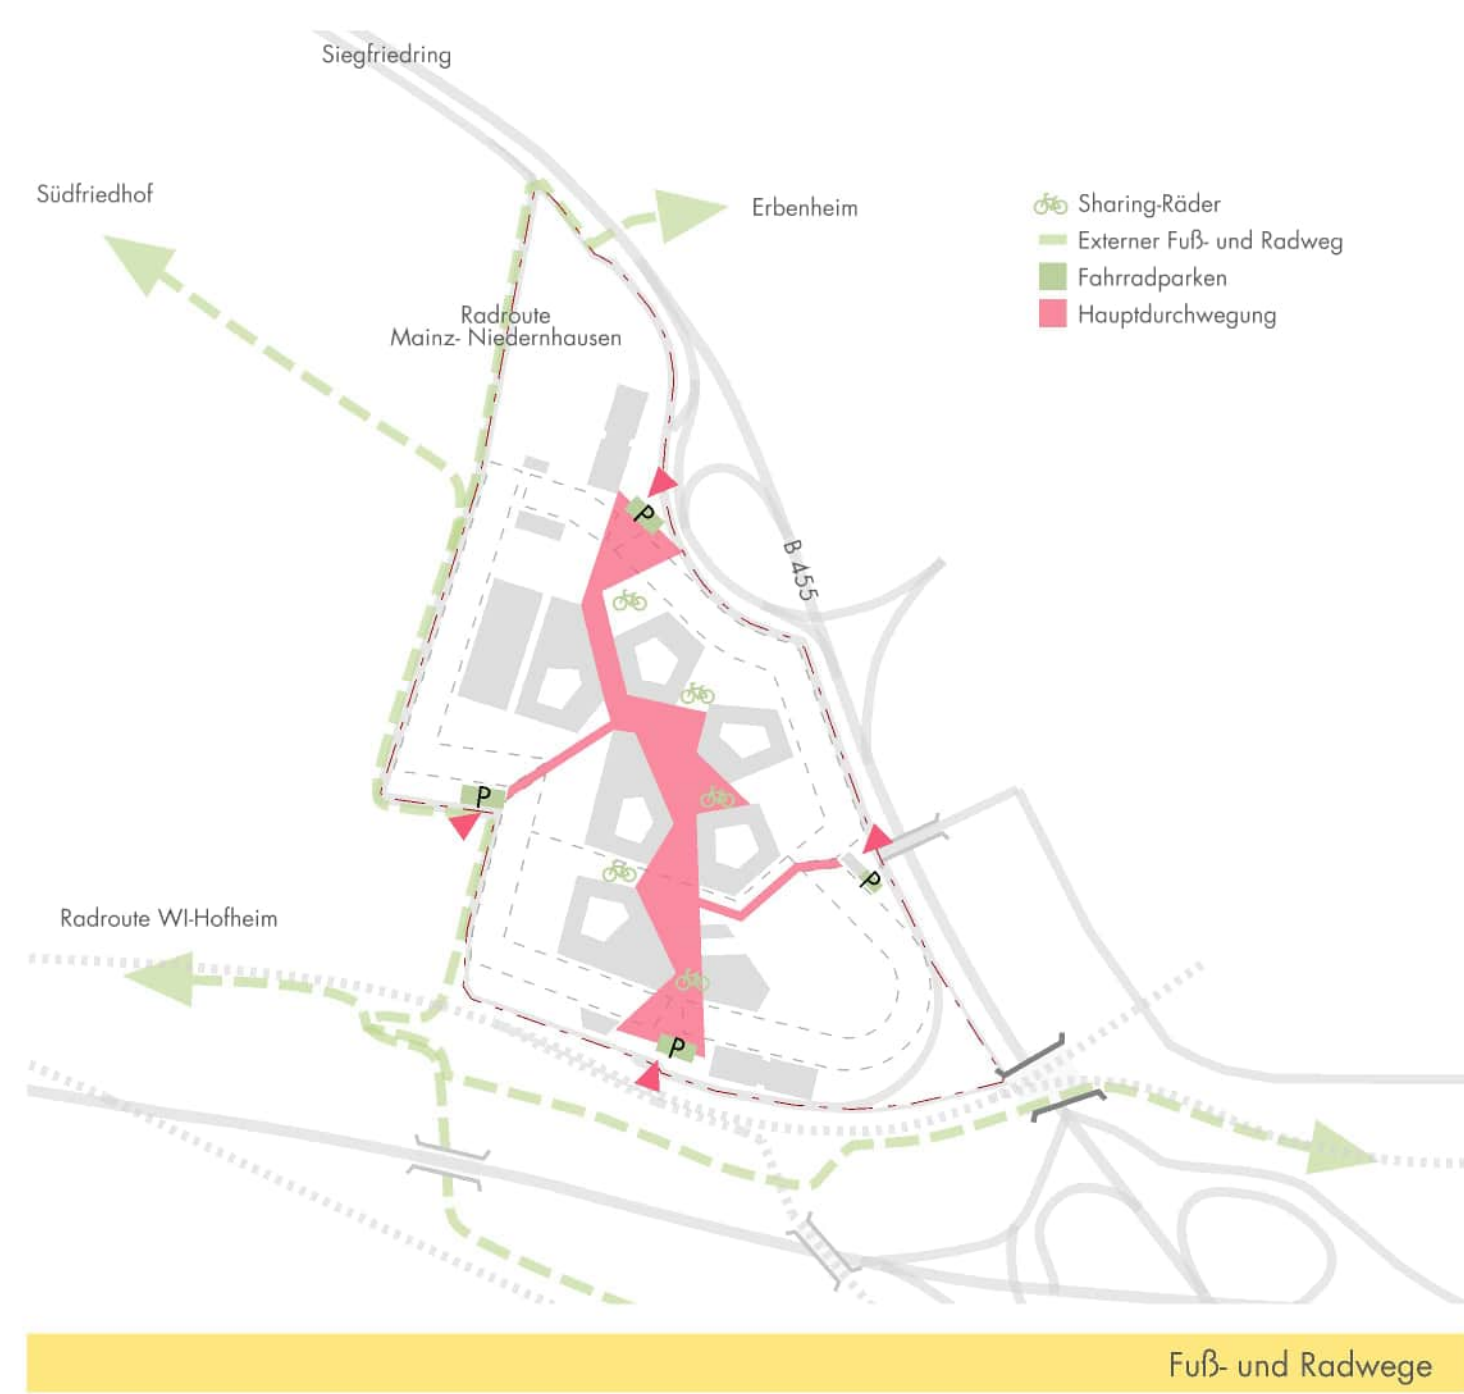 Siegfriedring
Südfriedhof
Erbenheim
Sharing-Räder
Externer Fuß- und Radweg
Fahrradparken
Hauptdurchwegung
Radroute
Mainz- Niedernhausen
P
B 455
P
P
Radroute WI-Hofheim
P
Fuß- und Radwege